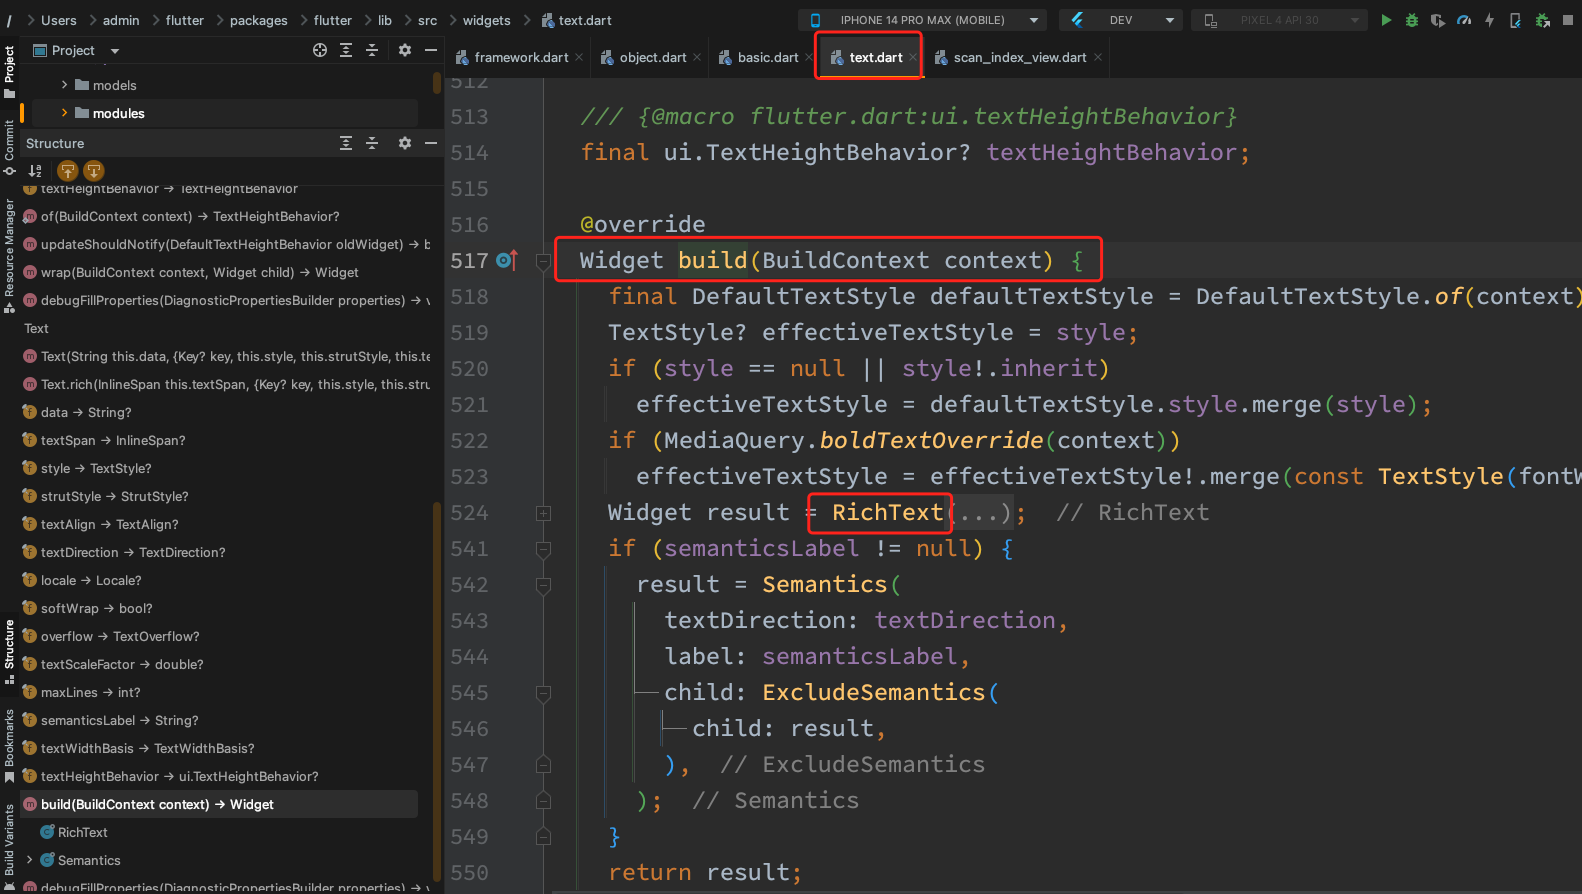 / Users admin flutter packages flutter lib src widgets text.dart
IPHONE 14 PRO MAX (MOBILE)
DEV
PIXEL 4 API 30
Project
Commit
Resource Manager
Structure
Bookmarks
Build Variants
Project
models
modules
Structure
textHeightBehavior → TextHeightBehavior
of(BuildContext context) → TextHeightBehavior?
updateShouldNotify(DefaultTextHeightBehavior oldWidget) → b
wrap(BuildContext context, Widget child) → Widget
debugFillProperties(DiagnosticPropertiesBuilder properties) → v
Text
Text(String this.data, {Key? key, this.style, this.strutStyle, this.te
Text.rich(InlineSpan this.textSpan, {Key? key, this.style, this.stru
data → String?
textSpan → InlineSpan?
style → TextStyle?
strutStyle → StrutStyle?
textAlign → TextAlign?
textDirection → TextDirection?
locale → Locale?
softWrap → bool?
overflow → TextOverflow?
textScaleFactor → double?
maxLines → int?
semanticsLabel → String?
textWidthBasis → TextWidthBasis?
textHeightBehavior → ui.TextHeightBehavior?
build(BuildContext context) → Widget
RichText
Semantics
debugFillProperties(DiagnosticPropertiesBuilder properties) → v
framework.dart
object.dart
basic.dart
text.dart
scan_index_view.dart
512
513 /// {@macro flutter.dart:ui.textHeightBehavior}
514 final ui.TextHeightBehavior? textHeightBehavior;
515
516 @override
517 Widget build(BuildContext context) {
518 final DefaultTextStyle defaultTextStyle = DefaultTextStyle.of(context)
519 TextStyle? effectiveTextStyle = style;
520 if (style == null || style!.inherit)
521 effectiveTextStyle = defaultTextStyle.style.merge(style);
522 if (MediaQuery.boldTextOverride(context))
523 effectiveTextStyle = effectiveTextStyle!.merge(const TextStyle(fontW
524 Widget result = RichText(...); // RichText
541 if (semanticsLabel != null) {
542 result = Semantics(
543 textDirection: textDirection,
544 label: semanticsLabel,
545 child: ExcludeSemantics(
546 child: result,
547 ), // ExcludeSemantics
548 ); // Semantics
549 }
550 return result;